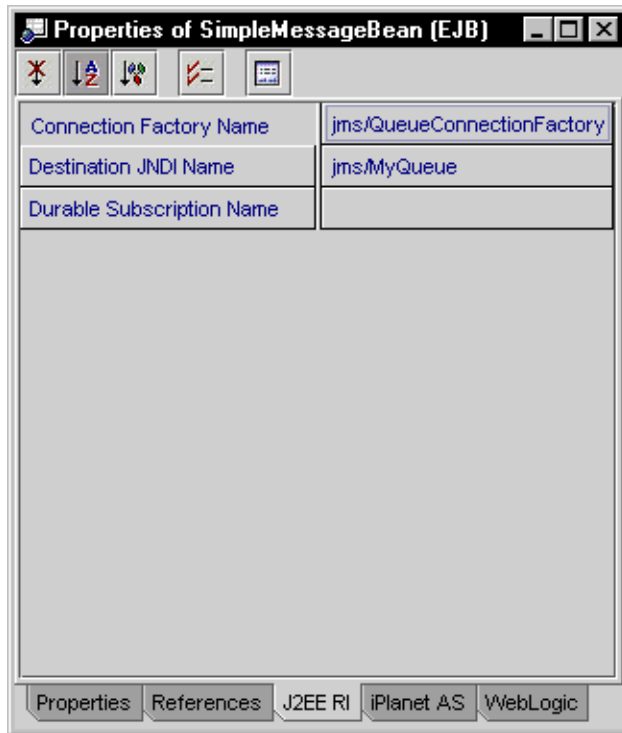 Properties of SimpleMessageBean (EJB)
Connection Factory Name jms/QueueConnectionFactory
Destination JNDI Name jms/MyQueue
Durable Subscription Name
Properties References J2EE RI iPlanet AS WebLogic